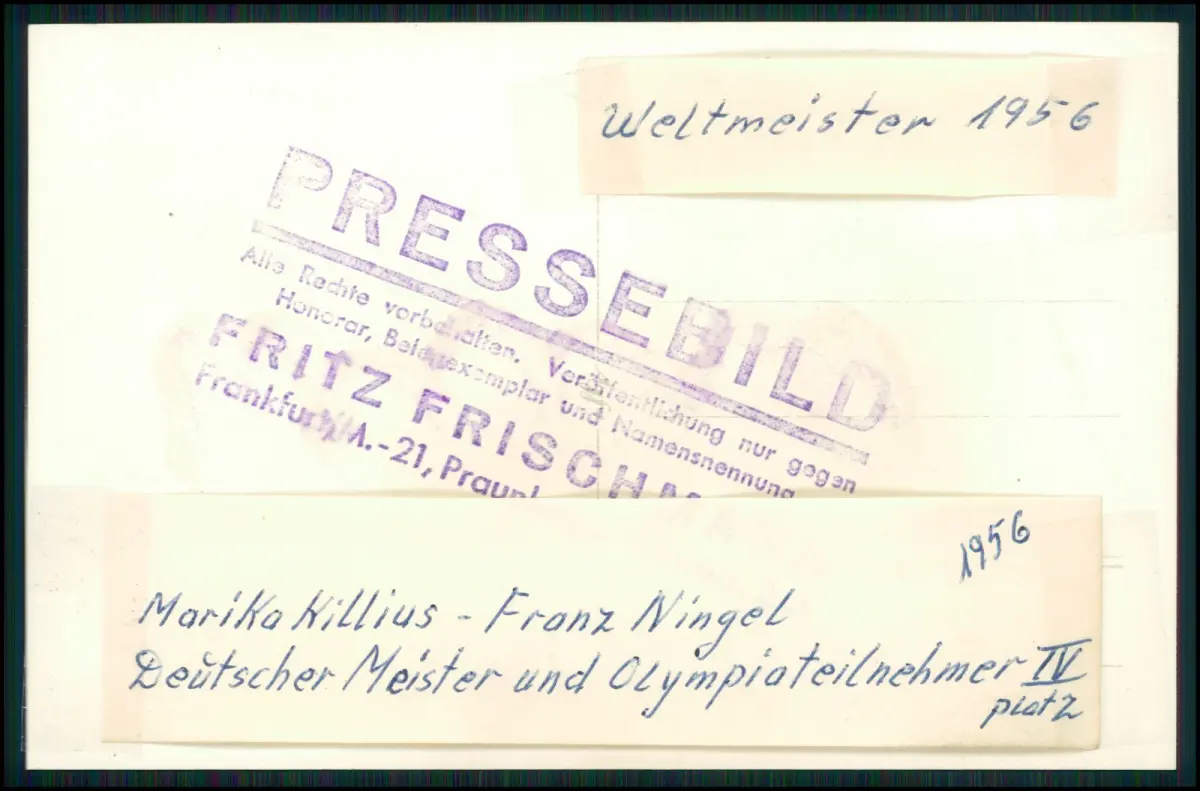 Weltmeister 1956
PRESSEBILD
Alle Rechte vorbehalten. Veröffentlichung nur gegen
Honorar, Belegexemplar und Namensnennung
FRITZ FRISCH
Frankfurt/M.-21,
1956
Marika Killius - Franz Ningel
Deutscher Meister und Olympiateilnehmer IV
platz